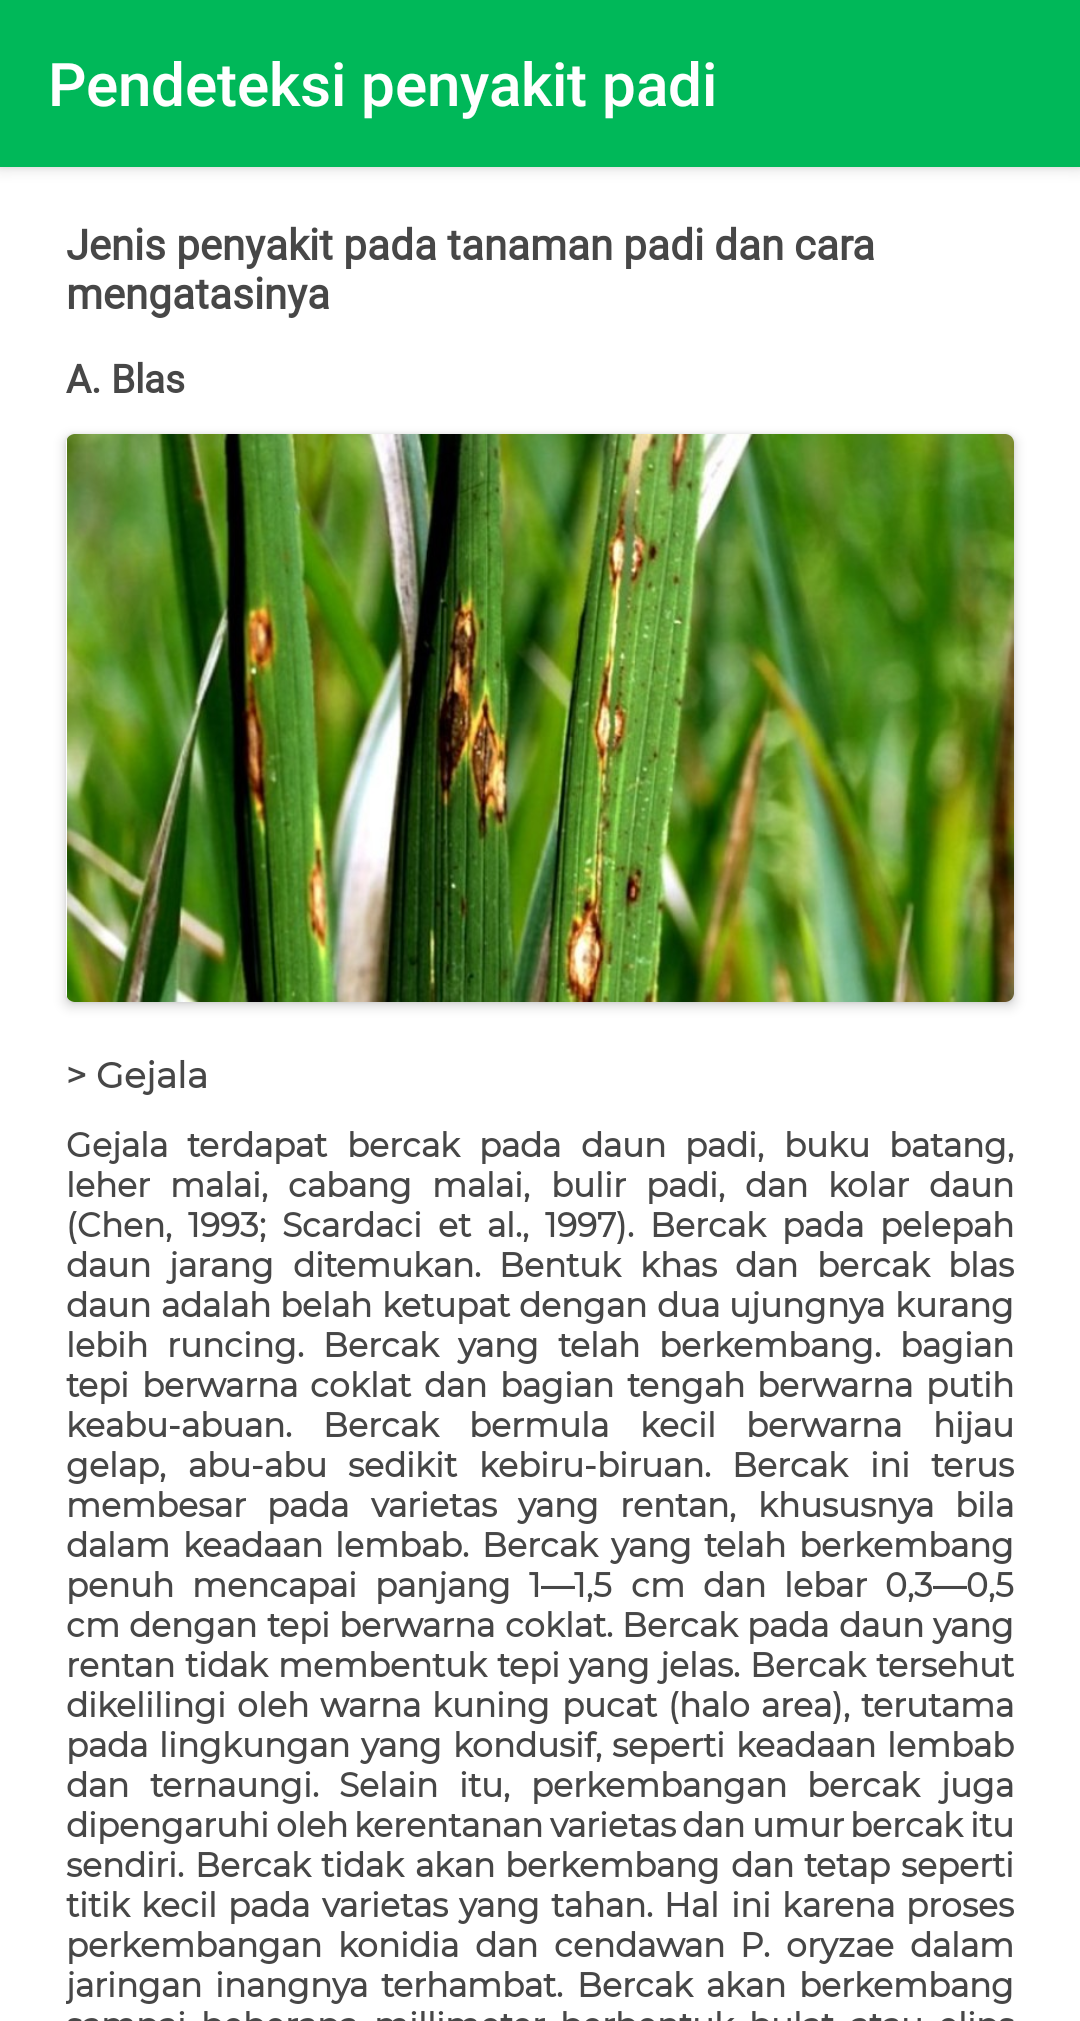 Pendeteksi penyakit padi
Jenis penyakit pada tanaman padi dan cara
mengatasinya
A. Blas
> Gejala
Gejala terdapat bercak pada daun padi, buku batang,
leher malai, cabang malai, bulir padi, dan kolar daun
(Chen, 1993; Scardaci et al., 1997). Bercak pada pelepah
daun jarang ditemukan. Bentuk khas dan bercak blas
daun adalah belah ketupat dengan dua ujungnya kurang
lebih runcing. Bercak yang telah berkembang. bagian
tepi berwarna coklat dan bagian tengah berwarna putih
keabu-abuan. Bercak bermula kecil berwarna hijau
gelap, abu-abu sedikit kebiru-biruan. Bercak ini terus
membesar pada varietas yang rentan, khususnya bila
dalam keadaan lembab. Bercak yang telah berkembang
penuh mencapai panjang 1—1,5 cm dan lebar 0,3—0,5
cm dengan tepi berwarna coklat. Bercak pada daun yang
rentan tidak membentuk tepi yang jelas. Bercak tersehut
dikelilingi oleh warna kuning pucat (halo area), terutama
pada lingkungan yang kondusif, seperti keadaan lembab
dan ternaungi. Selain itu, perkembangan bercak juga
dipengaruhi oleh kerentanan varietas dan umur bercak itu
sendiri. Bercak tidak akan berkembang dan tetap seperti
titik kecil pada varietas yang tahan. Hal ini karena proses
perkembangan konidia dan cendawan P. oryzae dalam
jaringan inangnya terhambat. Bercak akan berkembang
sampai beberapa millimeter berbentuk bulat atau elips